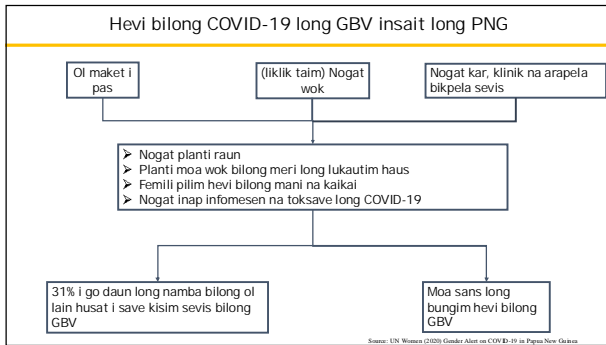 Hevi bilong COVID-19 long GBV insait long PNG
Ol maket i
pas
(liklik taim) Nogat
wok
Nogat kar, klinik na arapela
bikpela sevis
➢ Nogat planti raun
➢ Planti moa wok bilong meri long lukautim haus
➢ Femili pilim hevi bilong mani na kaikai
➢ Nogat inap infomesen na toksave long COVID-19
31% i go daun long namba bilong ol
lain husat i save kisim sevis bilong
GBV
Moa sans long
bungim hevi bilong
GBV
Source: UN Women (2020) Gender Alert on COVID-19 in Papua New Guinea